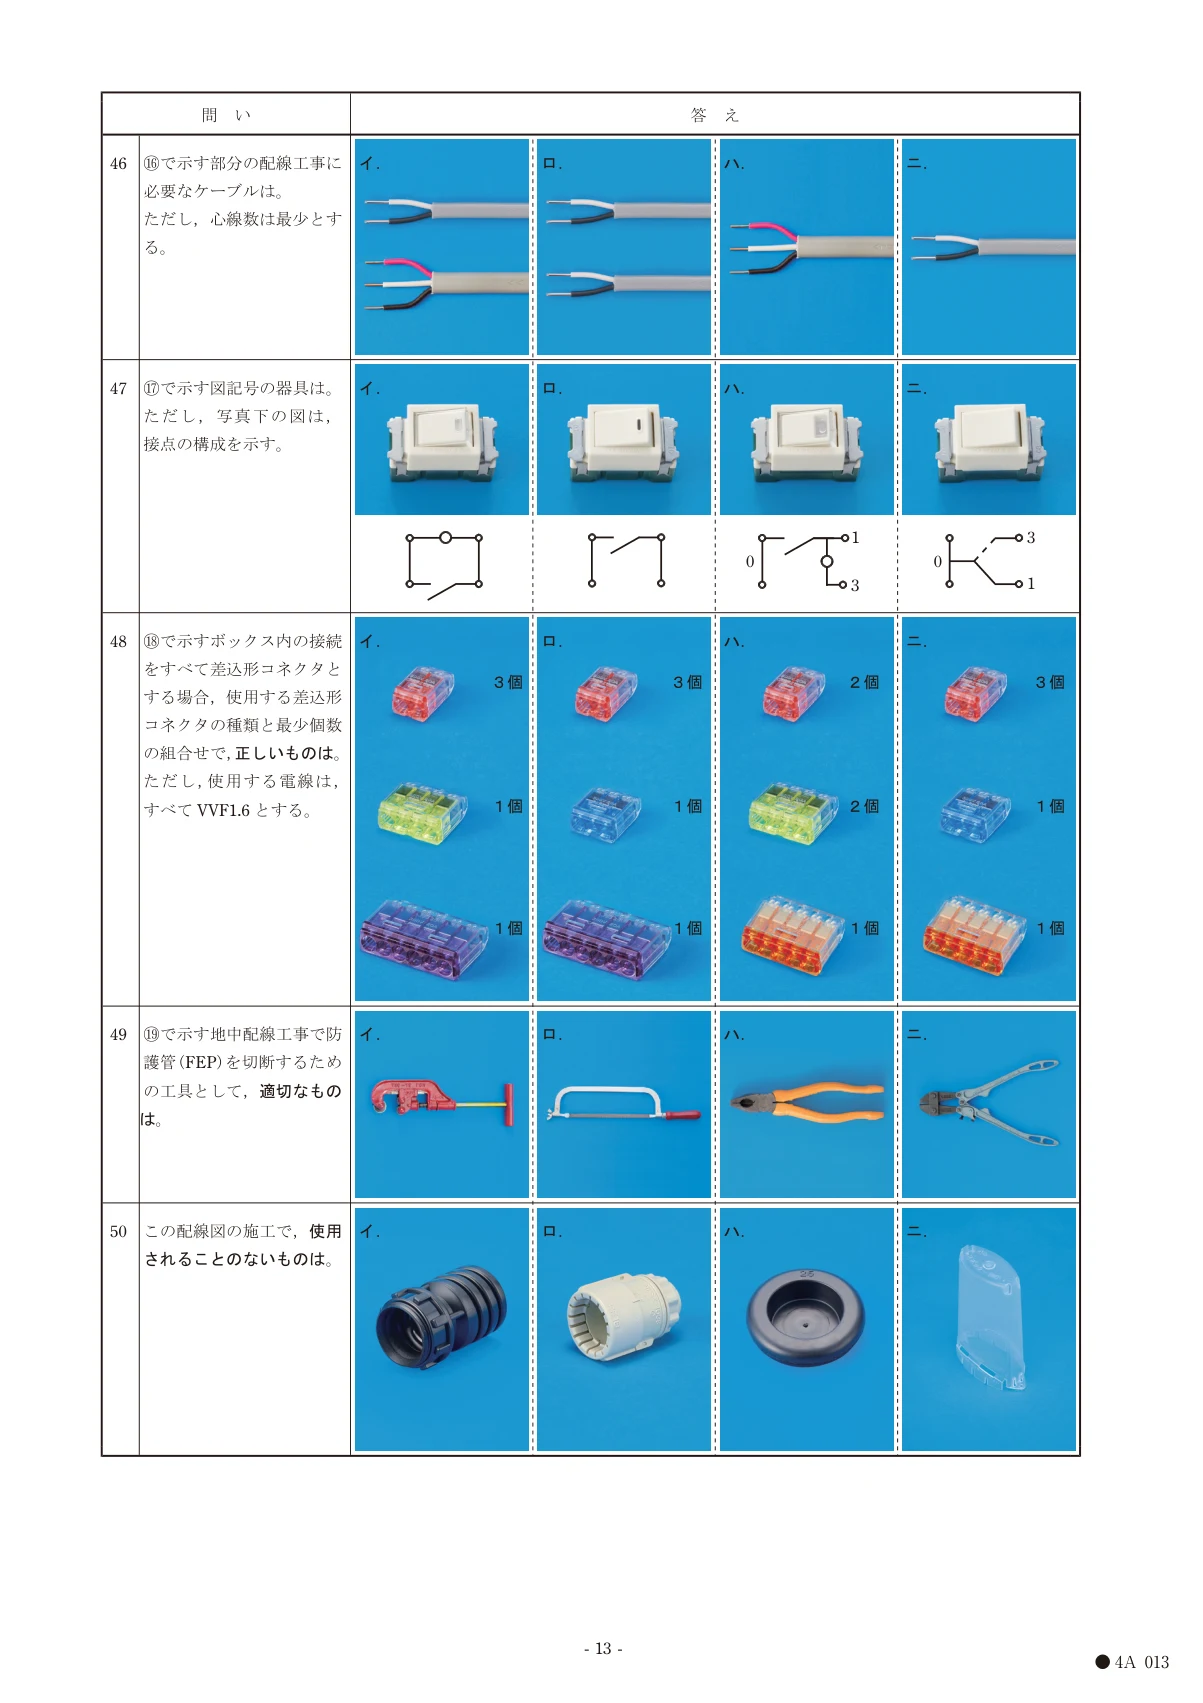 問　い
答　え
46
⑯で示す部分の配線工事に
必要なケーブルは。
ただし，心線数は最少とす
る。
イ．
ロ．
ハ．
ニ．
47
⑰で示す図記号の器具は。
ただし，写真下の図は，
接点の構成を示す。
イ．
ロ．
ハ．
ニ．
0
1
3
0
3
1
48
⑱で示すボックス内の接続
をすべて差込形コネクタと
する場合，使用する差込形
コネクタの種類と最少個数
の組合せで，正しいものは。
ただし，使用する電線は，
すべて VVF1.6 とする。
イ．
3個
1個
1個
ロ．
3個
1個
1個
ハ．
2個
2個
1個
ニ．
3個
1個
1個
49
⑲で示す地中配線工事で防
護管（FEP）を切断するため
の工具として，適切なもの
は。
イ．
ロ．
ハ．
ニ．
50
この配線図の施工で，使用
されることのないものは。
イ．
ロ．
ハ．
ニ．
- 13 -
●4A 013